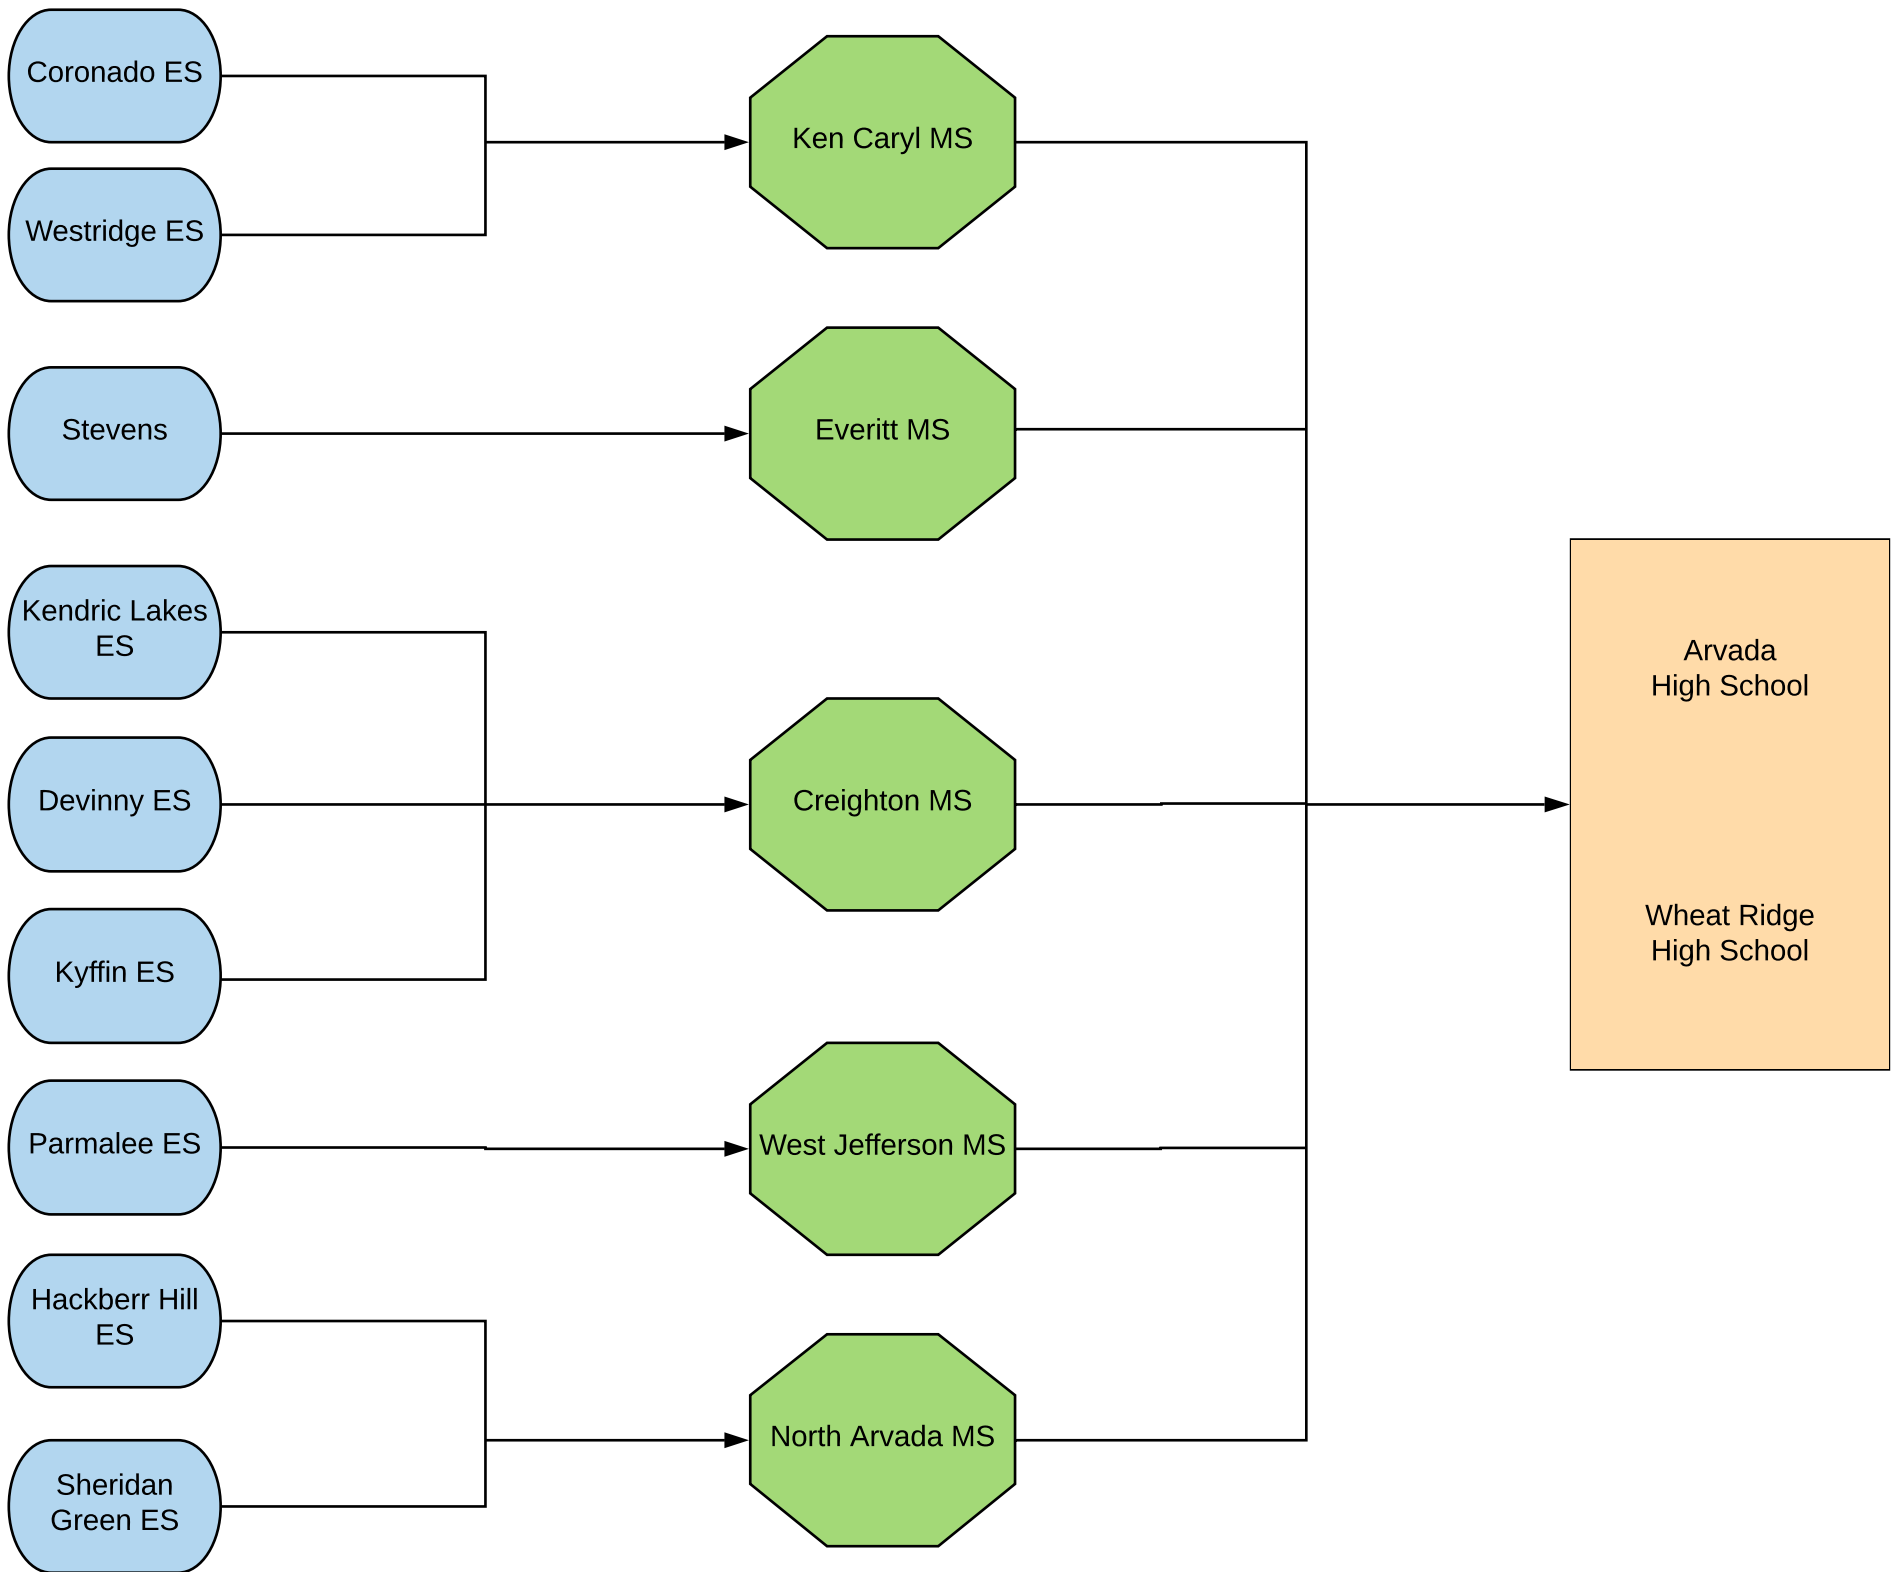 Coronado ES
Westridge ES
Stevens
Kendric Lakes
ES
Devinny ES
Kyffin ES
Parmalee ES
Hackberr Hill
ES
Sheridan
Green ES
Ken Caryl MS
Everitt MS
Creighton MS
West Jefferson MS
North Arvada MS
Arvada
High School
Wheat Ridge
High School